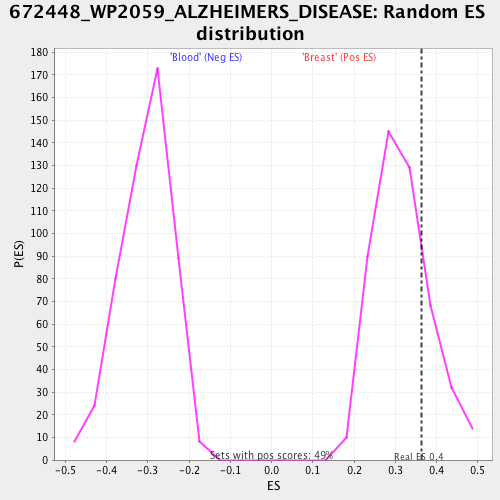 672448_WP2059_ALZHEIMERS_DISEASE: Random ES
distribution
'Blood' (Neg ES)
'Breast' (Pos ES)
P(ES)
180
170
160
150
140
130
120
110
100
90
80
70
60
50
40
30
20
10
0
Sets with pos scores: 49%
Real ES 0.4
-0.5 -0.4 -0.3 -0.2 -0.1 0.0 0.1 0.2 0.3 0.4 0.5
ES